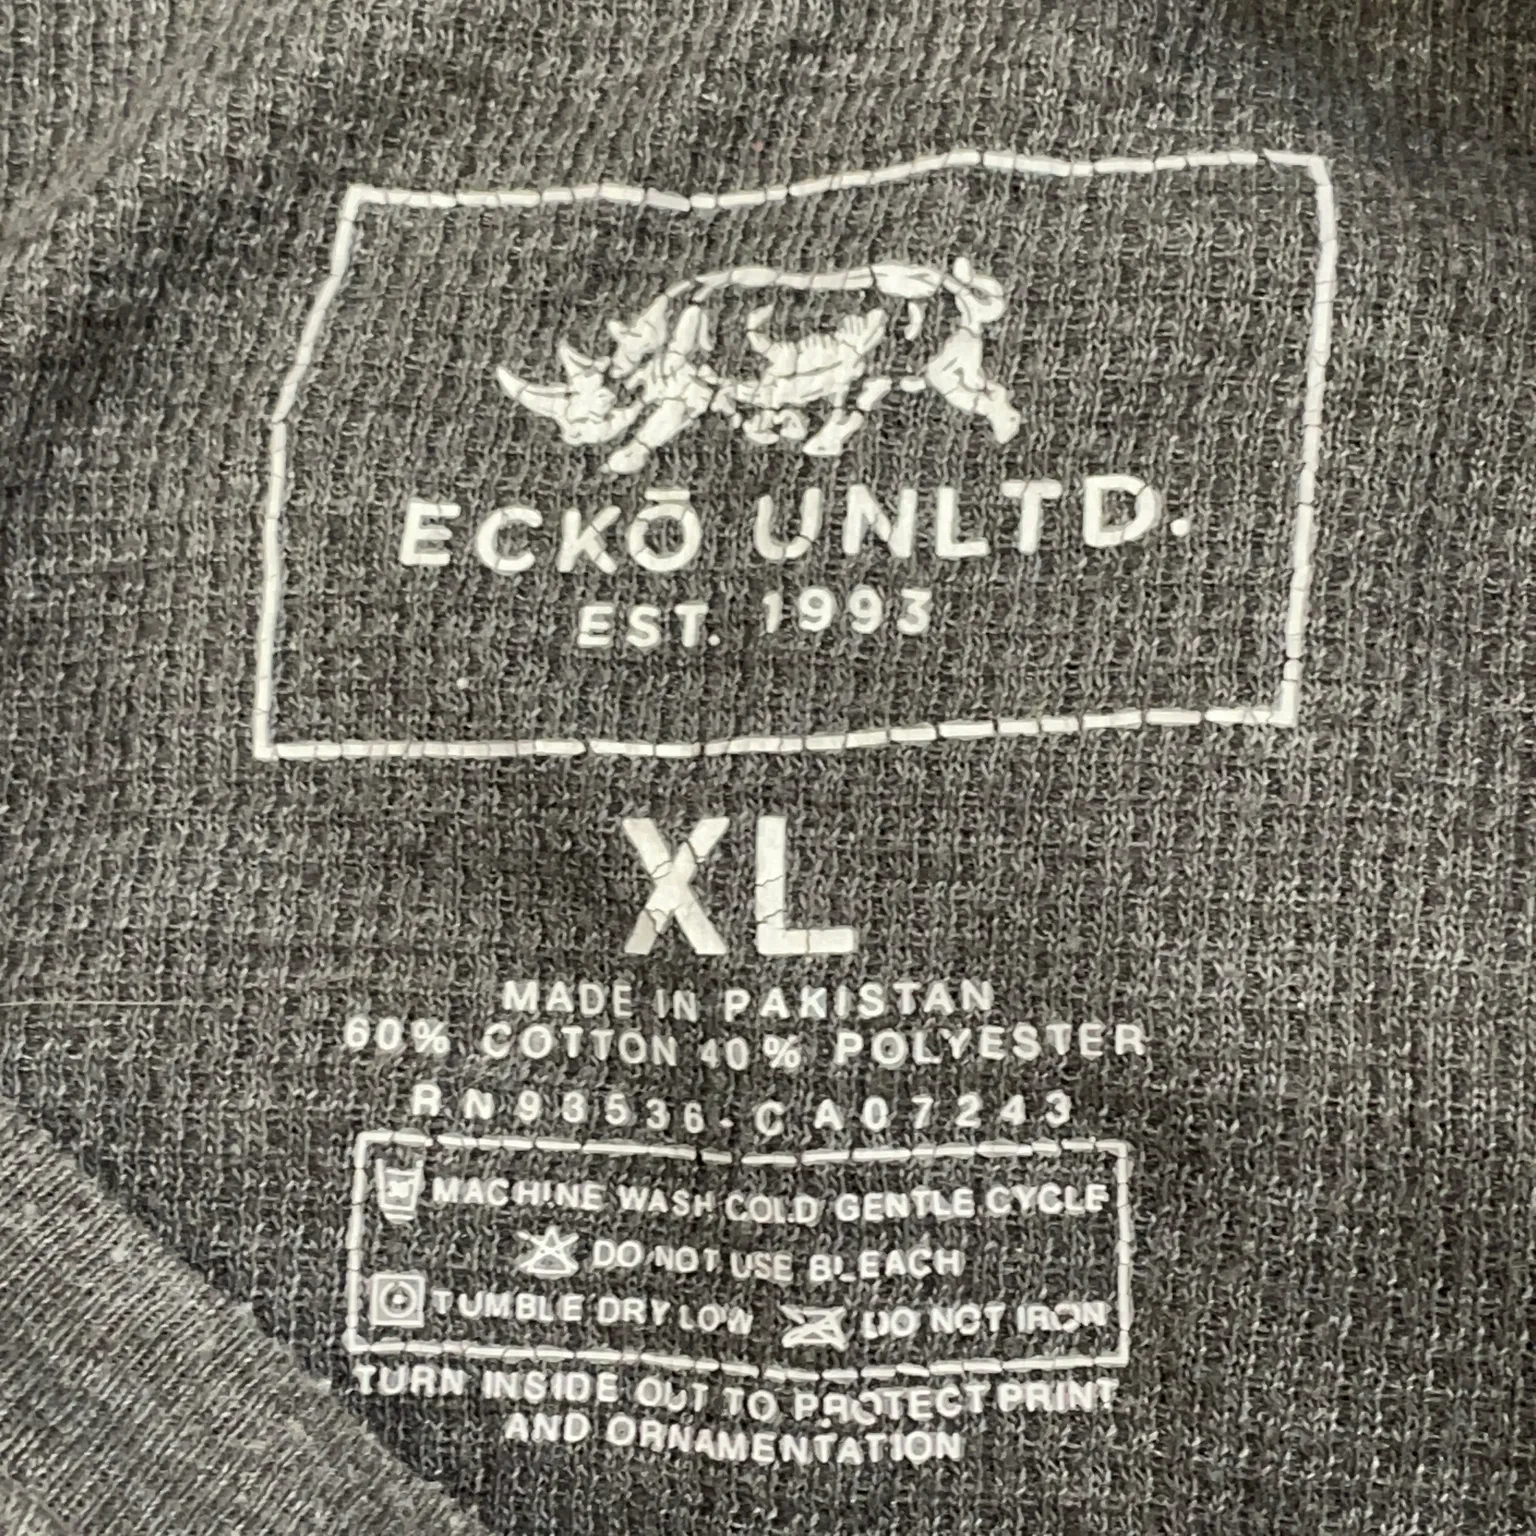 ECKŌ UNLTD.
EST. 1993
XL
MADE IN PAKISTAN
60% COTTON 40% POLYESTER
RN93536-CA07243
30 MACHINE WASH COLD GENTLE CYCLE
DO NOT USE BLEACH
TUMBLE DRY LOW DO NOT IRON
TURN INSIDE OUT TO PROTECT PRINT
AND ORNAMENTATION